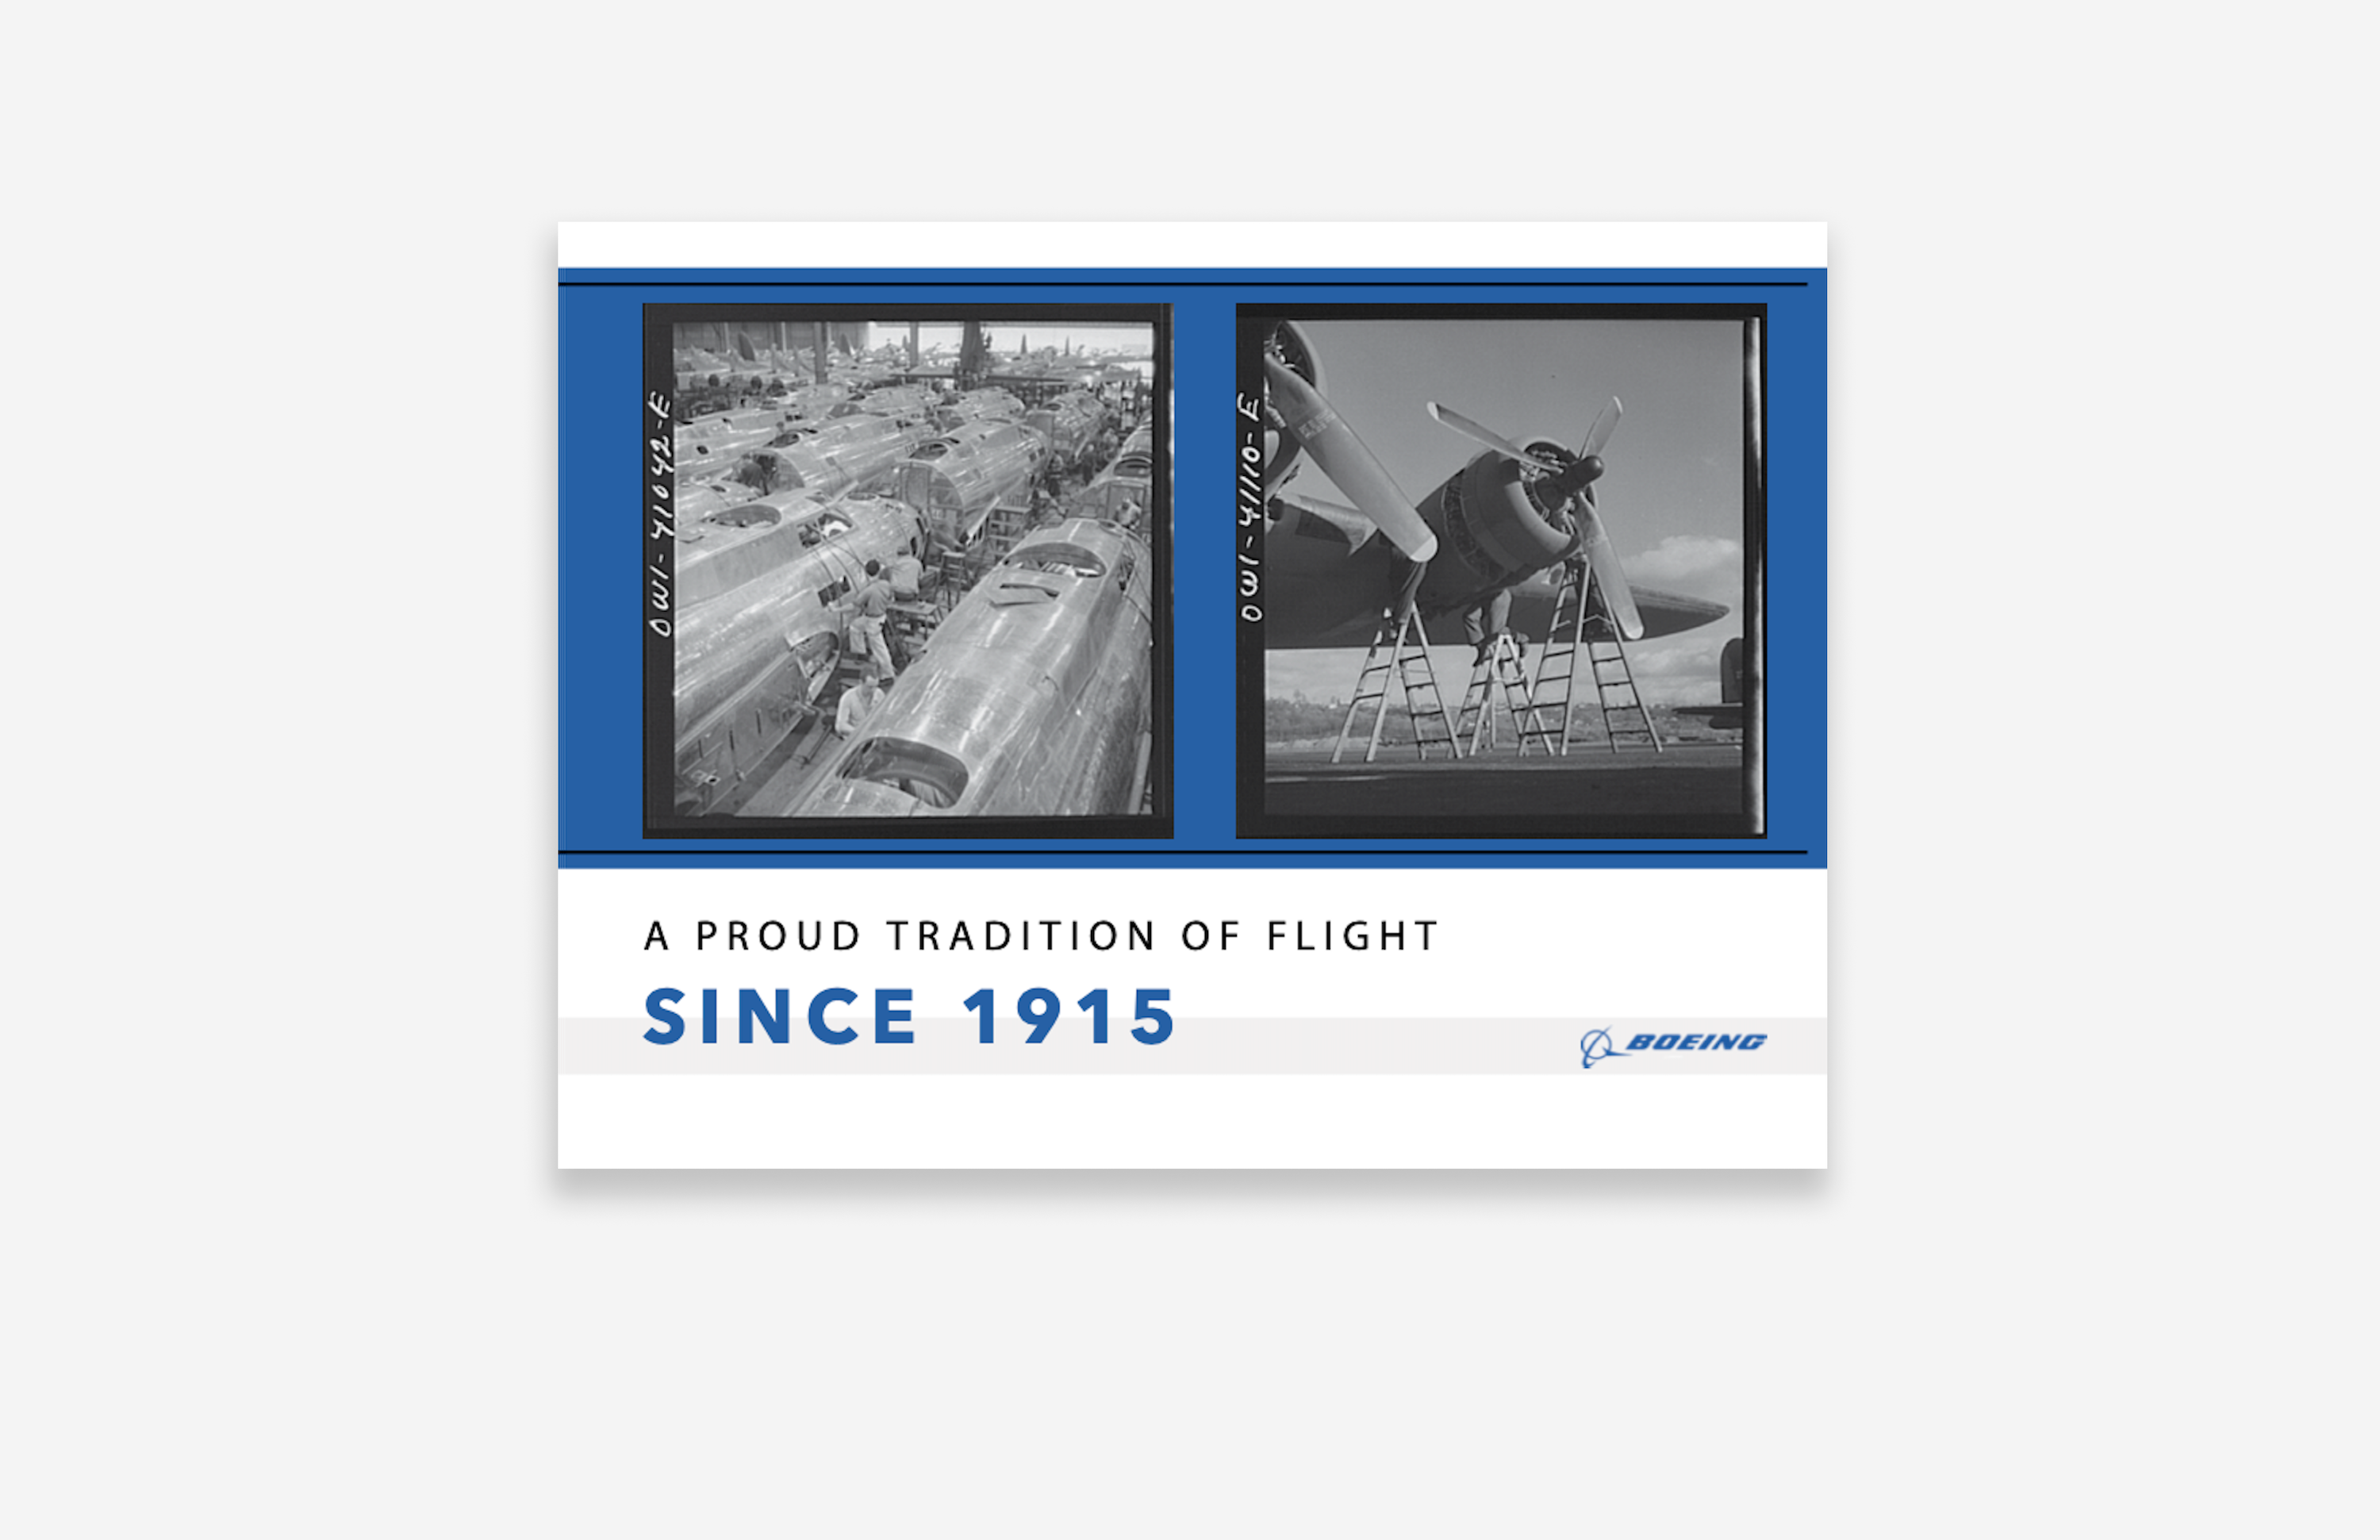 OWI-41042-E
OWI-41110-E
A PROUD TRADITION OF FLIGHT
SINCE 1915
BOEING